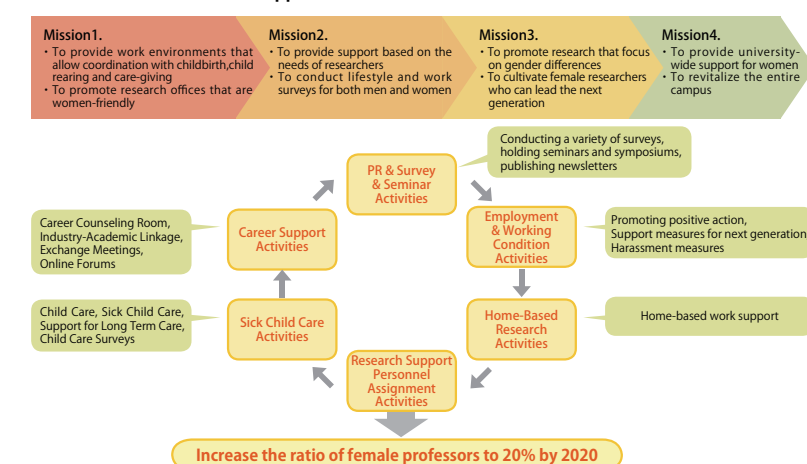 Mission1.
・To provide work environments that
allow coordination with childbirth,child
rearing and care-giving
・To promote research offices that are
women-friendly
Mission2.
・To provide support based on the
needs of researchers
・To conduct lifestyle and work
surveys for both men and women
Mission3.
・To promote research that focus
on gender differences
・To cultivate female researchers
who can lead the next
generation
Mission4.
・To provide university-
wide support for women
・To revitalize the entire
campus
PR & Survey
& Seminar
Activities
Conducting a variety of surveys,
holding seminars and symposiums,
publishing newsletters
Employment
& Working
Condition
Activities
Promoting positive action,
Support measures for next generation
Harassment measures
Home-Based
Research
Activities
Home-based work support
Research Support
Personnel
Assignment
Activities
Sick Child Care
Activities
Child Care, Sick Child Care,
Support for Long Term Care,
Child Care Surveys
Career Support
Activities
Career Counseling Room,
Industry-Academic Linkage,
Exchange Meetings,
Online Forums
Increase the ratio of female professors to 20% by 2020